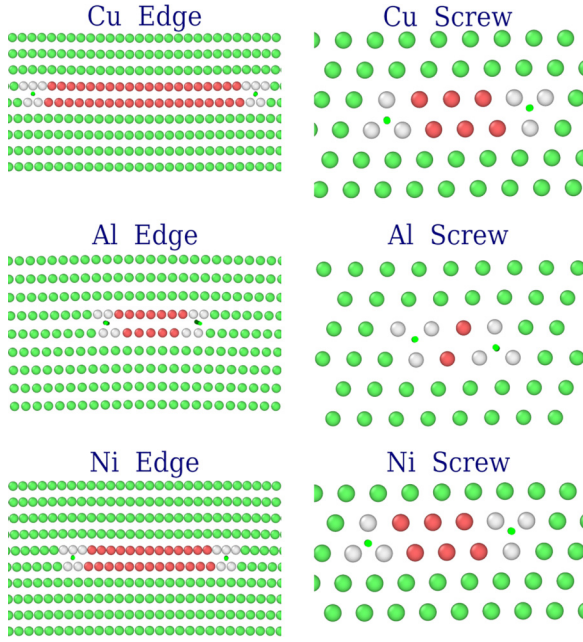 Cu Edge
Cu Screw
Al Edge
Al Screw
Ni Edge
Ni Screw